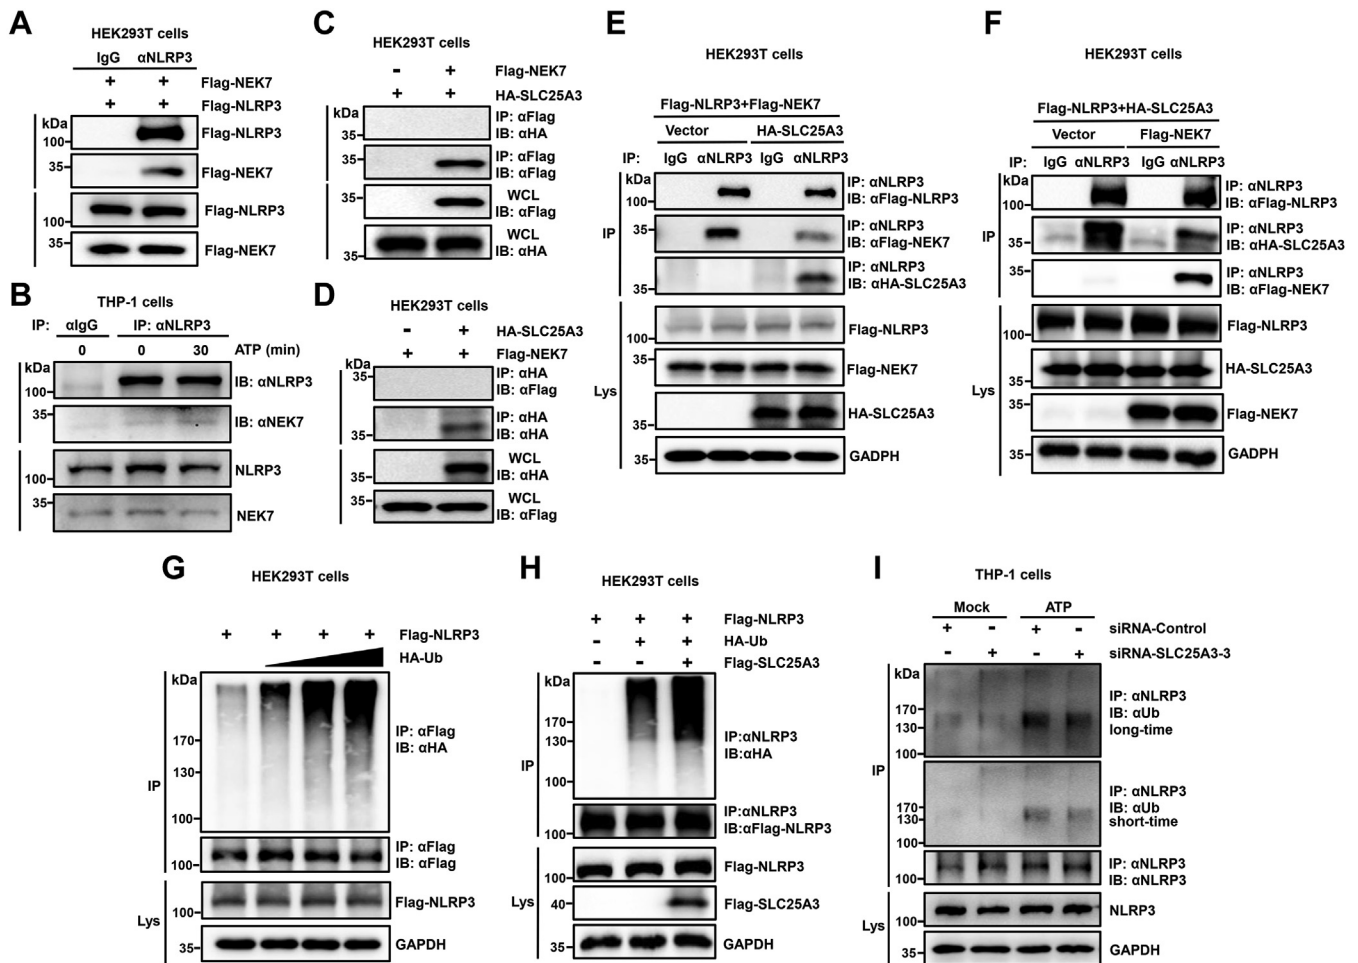 A
HEK293T cells
IgG αNLRP3
+ + Flag-NEK7
+ + Flag-NLRP3
kDa
100 Flag-NLRP3
35 Flag-NEK7
100 Flag-NLRP3
35 Flag-NEK7
B
THP-1 cells
IP: αIgG IP: αNLRP3
0 0 30 ATP (min)
kDa
100 IB: αNLRP3
35 IB: αNEK7
100 NLRP3
35 NEK7
C
HEK293T cells
- + Flag-NEK7
+ + HA-SLC25A3
kDa
35
IP: αFlag
IB: αHA
35
IP: αFlag
IB: αFlag
35
WCL
IB: αFlag
35
WCL
IB: αHA
D
HEK293T cells
- + HA-SLC25A3
+ + Flag-NEK7
kDa
35
IP: αHA
IB: αFlag
35
IP: αHA
IB: αHA
35
WCL
IB: αHA
35
WCL
IB: αFlag
E
HEK293T cells
Flag-NLRP3+Flag-NEK7
Vector HA-SLC25A3
IP: IgG αNLRP3 IgG αNLRP3
kDa
100
IP: αNLRP3
IB: αFlag-NLRP3
IP
35
IP: αNLRP3
IB: αFlag-NEK7
35
IP: αNLRP3
IB: αHA-SLC25A3
100 Flag-NLRP3
35 Flag-NEK7
Lys
35 HA-SLC25A3
35 GADPH
F
HEK293T cells
Flag-NLRP3+HA-SLC25A3
Vector Flag-NEK7
IP: IgG αNLRP3 IgG αNLRP3
kDa
100
IP: αNLRP3
IB: αFlag-NLRP3
IP
35
IP: αNLRP3
IB: αHA-SLC25A3
35
IP: αNLRP3
IB: αFlag-NEK7
100 Flag-NLRP3
35 HA-SLC25A3
Lys
35 Flag-NEK7
35 GADPH
G
HEK293T cells
+ + + + Flag-NLRP3
HA-Ub
kDa
170
130
100
IP: αFlag
IB: αHA
IP
100
IP: αFlag
IB: αFlag
100 Flag-NLRP3
Lys
35 GAPDH
H
HEK293T cells
+ + + Flag-NLRP3
- + + HA-Ub
- - + Flag-SLC25A3
kDa
170
130
100
IP:αNLRP3
IB:αHA
IP
100
IP:αNLRP3
IB:αFlag-NLRP3
100 Flag-NLRP3
Lys
40 Flag-SLC25A3
35 GAPDH
I
THP-1 cells
Mock ATP
+ - + - siRNA-Control
- + - + siRNA-SLC25A3-3
kDa
170
130
100
IP: αNLRP3
IB: αUb
long-time
IP
170
130
100
IP: αNLRP3
IB: αUb
short-time
100
IP: αNLRP3
IB: αNLRP3
100 NLRP3
Lys
35 GAPDH